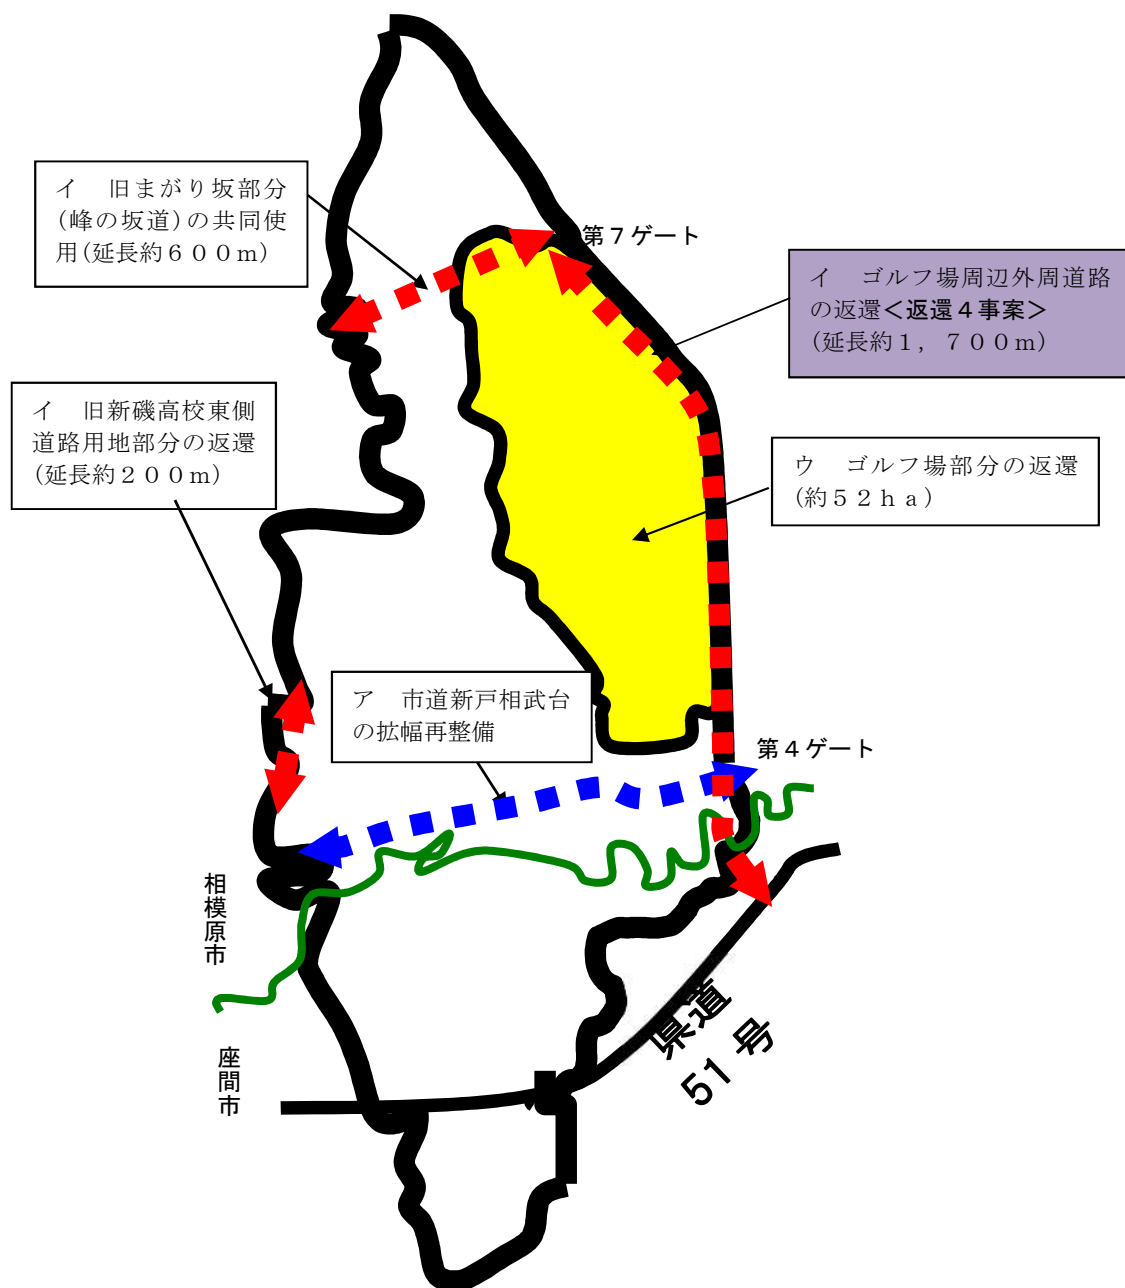 イ　旧まがり坂部分
(峰の坂道)の共同使
用(延長約６００ｍ)
第７ゲート
イ　ゴルフ場周辺外周道路
の返還＜返還４事案＞
(延長約１，７００ｍ)
イ　旧新磯高校東側
道路用地部分の返還
(延長約２００ｍ)
ウ　ゴルフ場部分の返還
(約５２ｈａ)
ア　市道新戸相武台
の拡幅再整備
第４ゲート
相模原市
座間市
県道
51 号